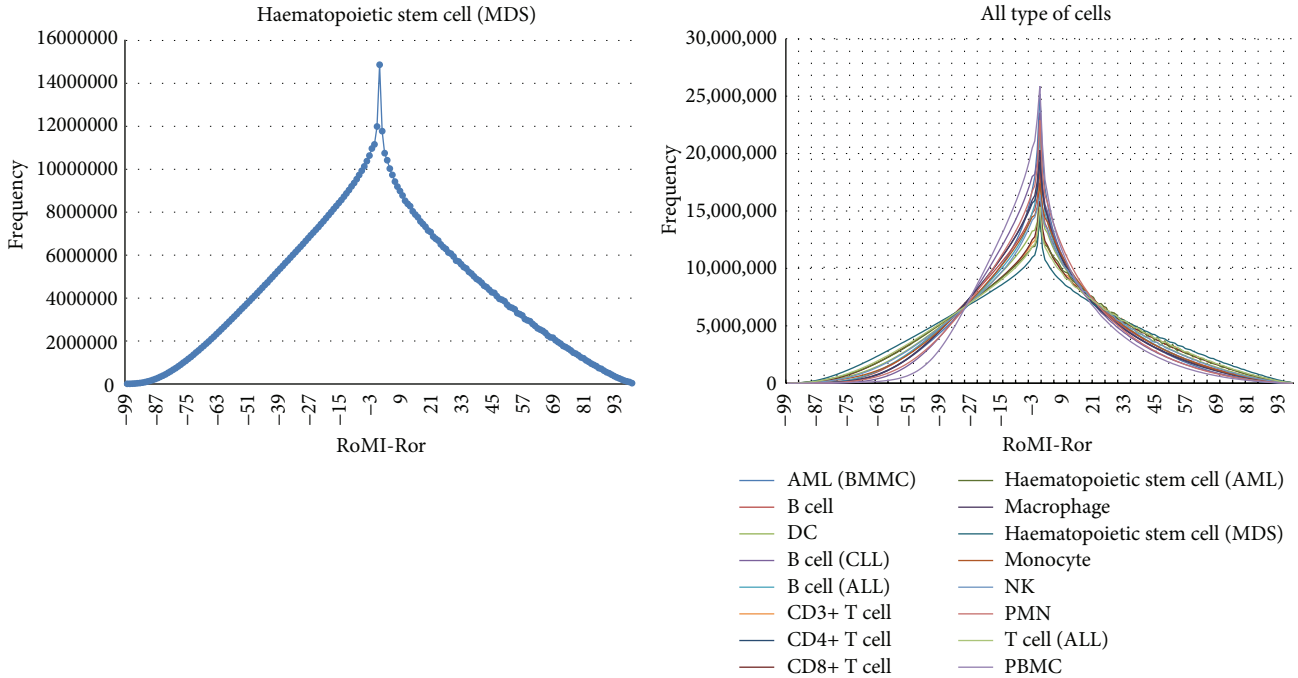 Haematopoietic stem cell (MDS)
16000000
14000000
12000000
10000000
8000000
6000000
4000000
2000000
0
Frequency
−99 −87 −75 −63 −51 −39 −27 −15 −3 9 21 33 45 57 69 81 93
RoMI-Ror
All type of cells
30,000,000
25,000,000
20,000,000
15,000,000
10,000,000
5,000,000
0
Frequency
−99 −87 −75 −63 −51 −39 −27 −15 −3 9 21 33 45 57 69 81 93
RoMI-Ror
AML (BMMC)
B cell
DC
B cell (CLL)
B cell (ALL)
CD3+ T cell
CD4+ T cell
CD8+ T cell
Haematopoietic stem cell (AML)
Macrophage
Haematopoietic stem cell (MDS)
Monocyte
NK
PMN
T cell (ALL)
PBMC